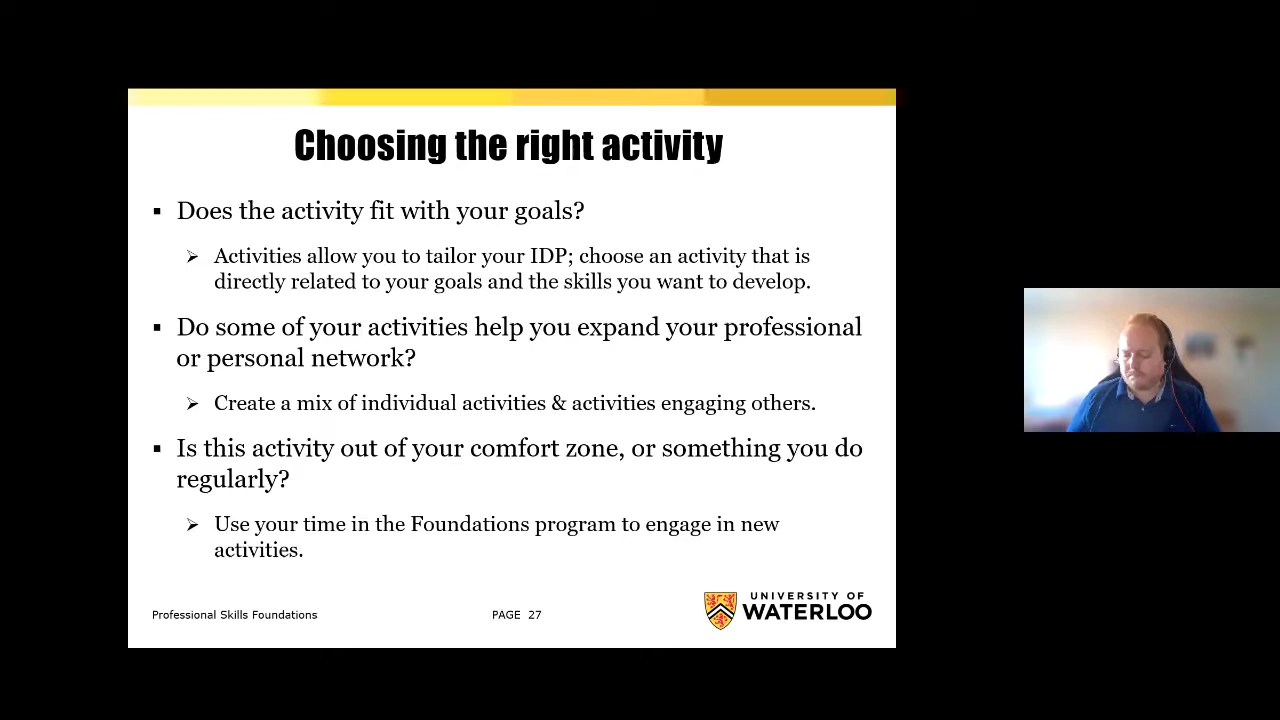 Choosing the right activity
▪ Does the activity fit with your goals?
➢ Activities allow you to tailor your IDP; choose an activity that is
directly related to your goals and the skills you want to develop.
▪ Do some of your activities help you expand your professional
or personal network?
➢ Create a mix of individual activities & activities engaging others.
▪ Is this activity out of your comfort zone, or something you do
regularly?
➢ Use your time in the Foundations program to engage in new
activities.
Professional Skills Foundations
PAGE 27
UNIVERSITY OF
WATERLOO